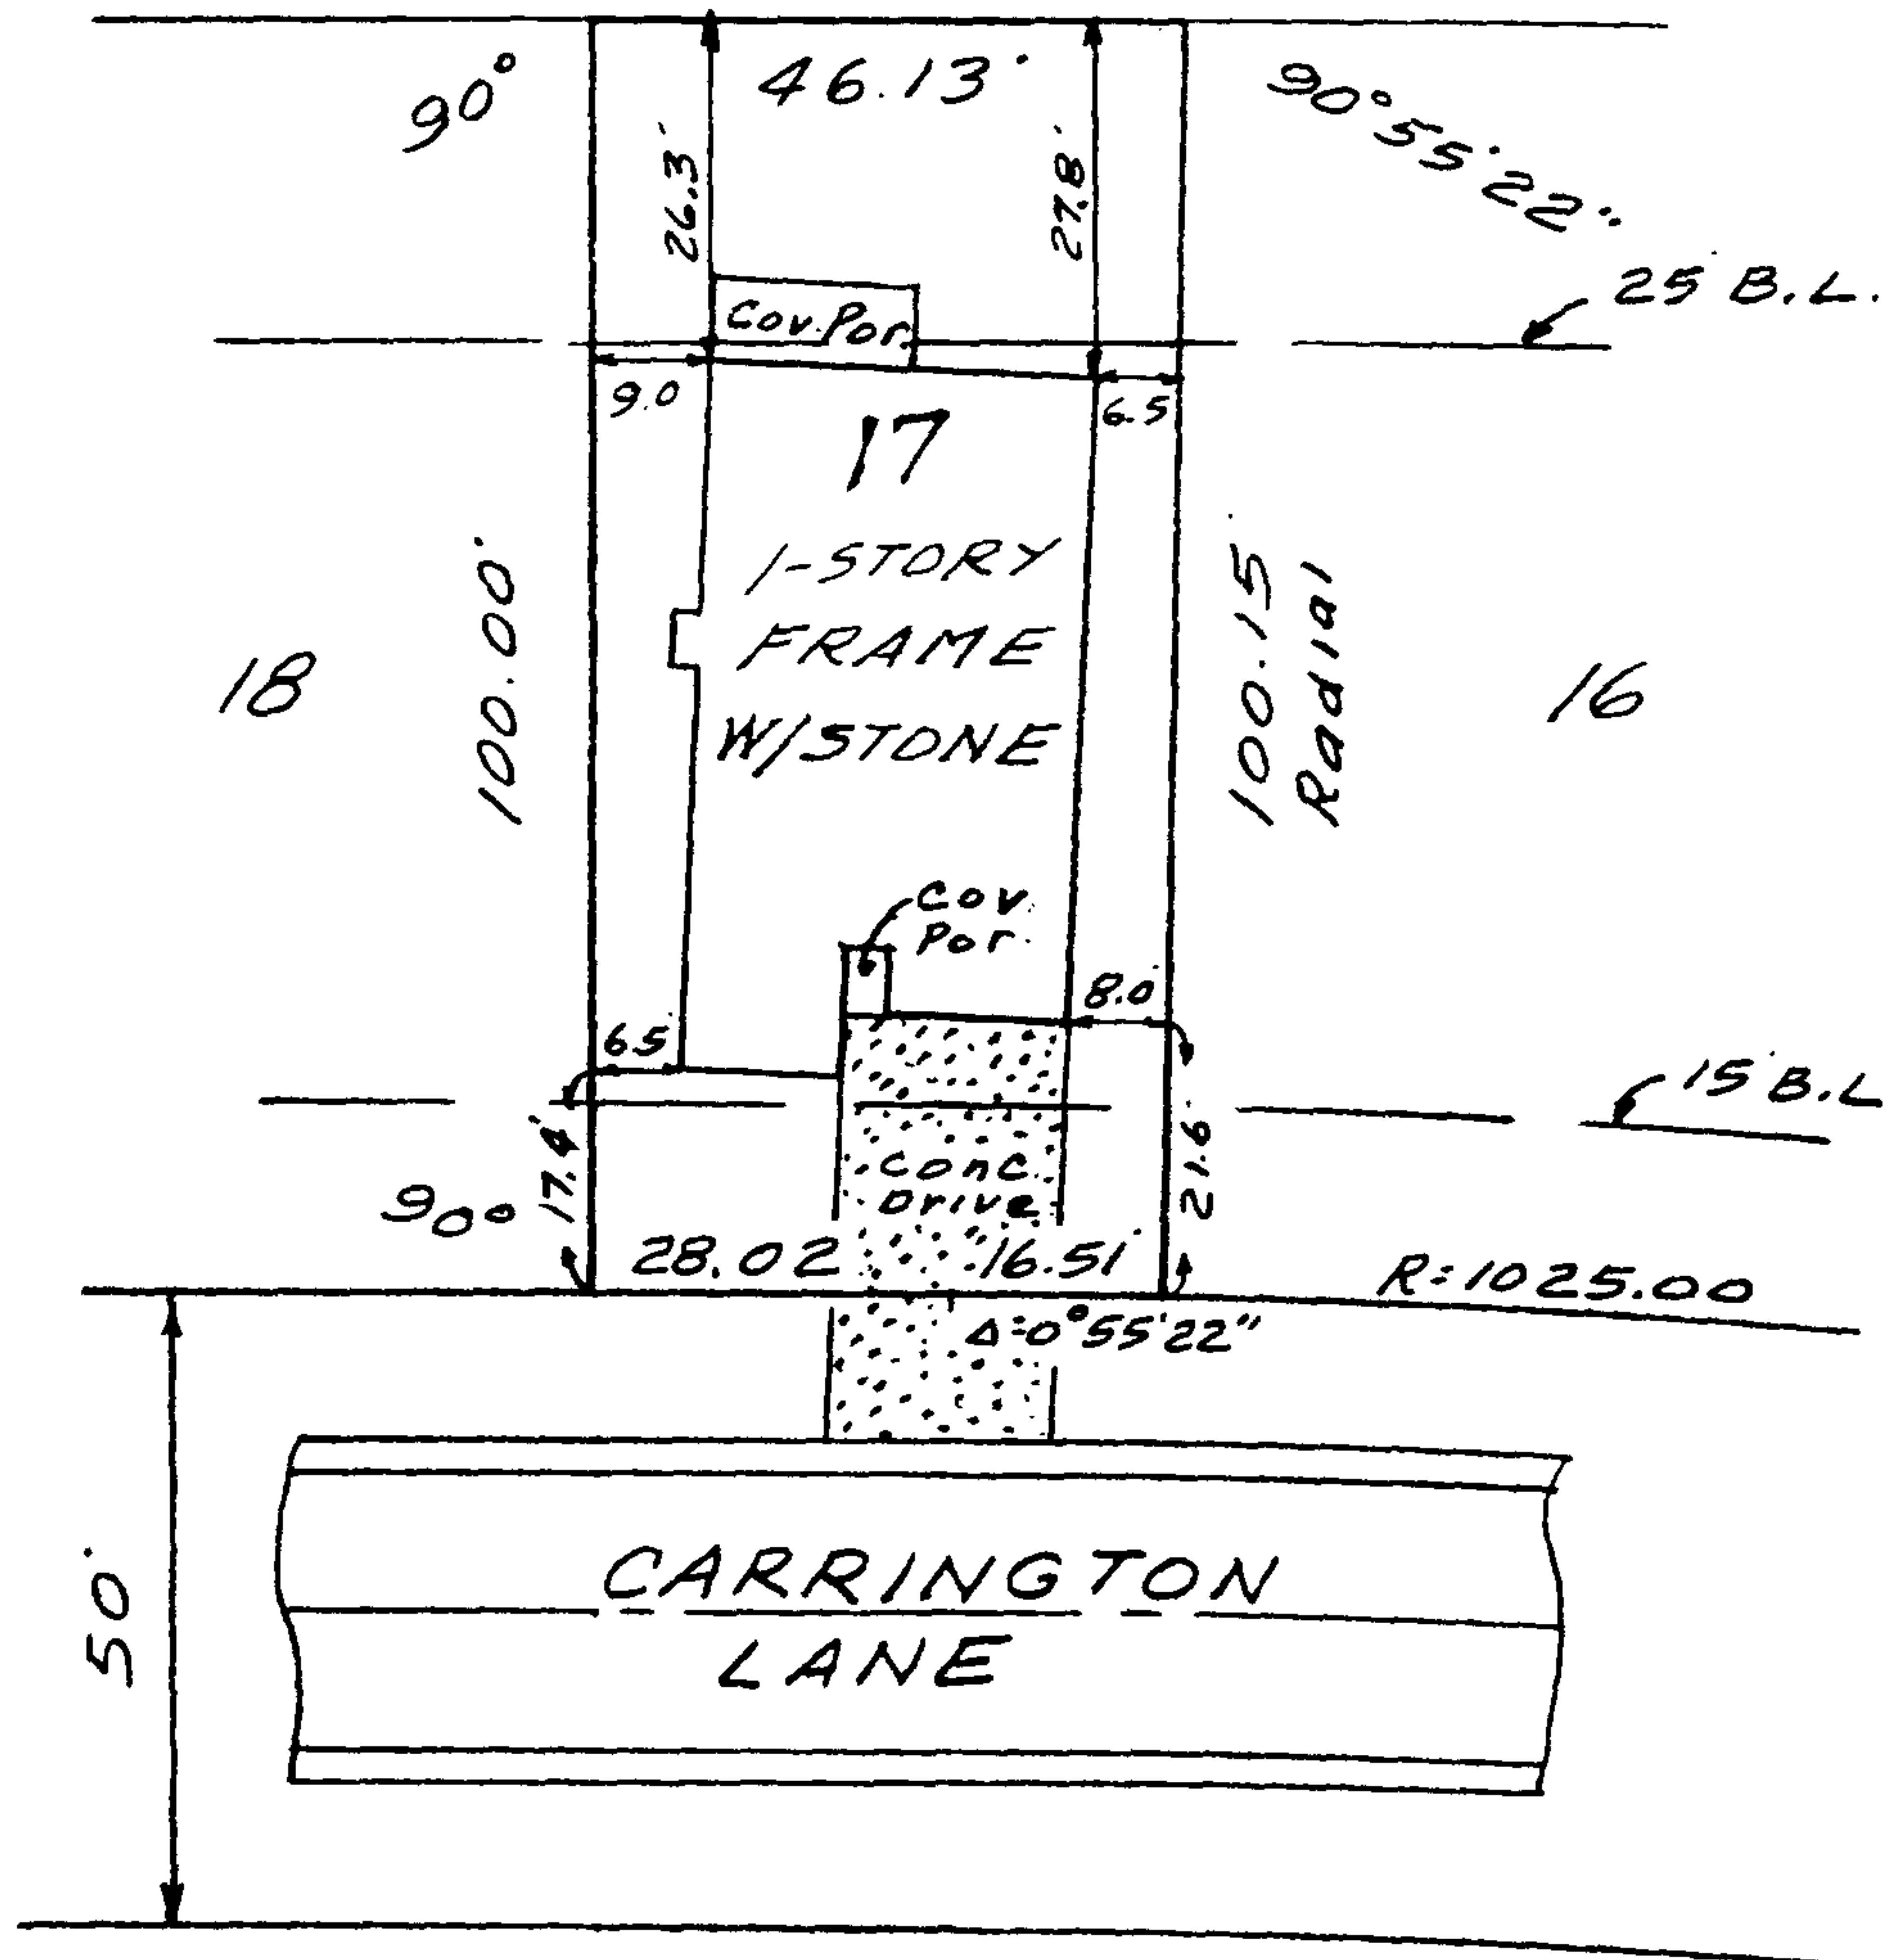 90°
46.13'
90°55'22"
26.3'
27.8'
25' B.L.
Cov. Por.
9.0'
6.5'
17
1-STORY
FRAME
W/STONE
18
100.00'
100.15'
Radial
16
Cov.
Por.
8.0'
6.5'
15' B.L.
17.4'
21.6'
Conc.
Drive
90°
28.02'
16.51'
R=1025.00
Δ=0°55'22"
50'
CARRINGTON
LANE